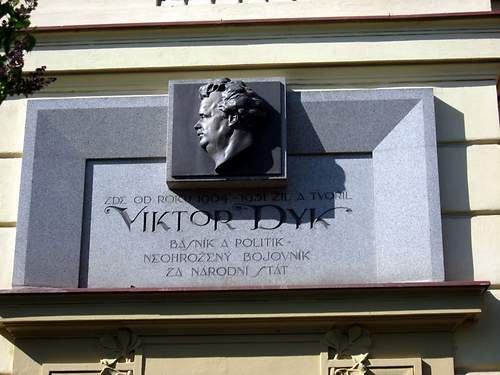 ZDE OD ROKU 1904 - 1931 ŽIL A TVOŘIL
VIKTOR DYK
BÁSNÍK A POLITIK -
NEOHROŽENÝ BOJOVNÍK
ZA NÁRODNÍ STÁT